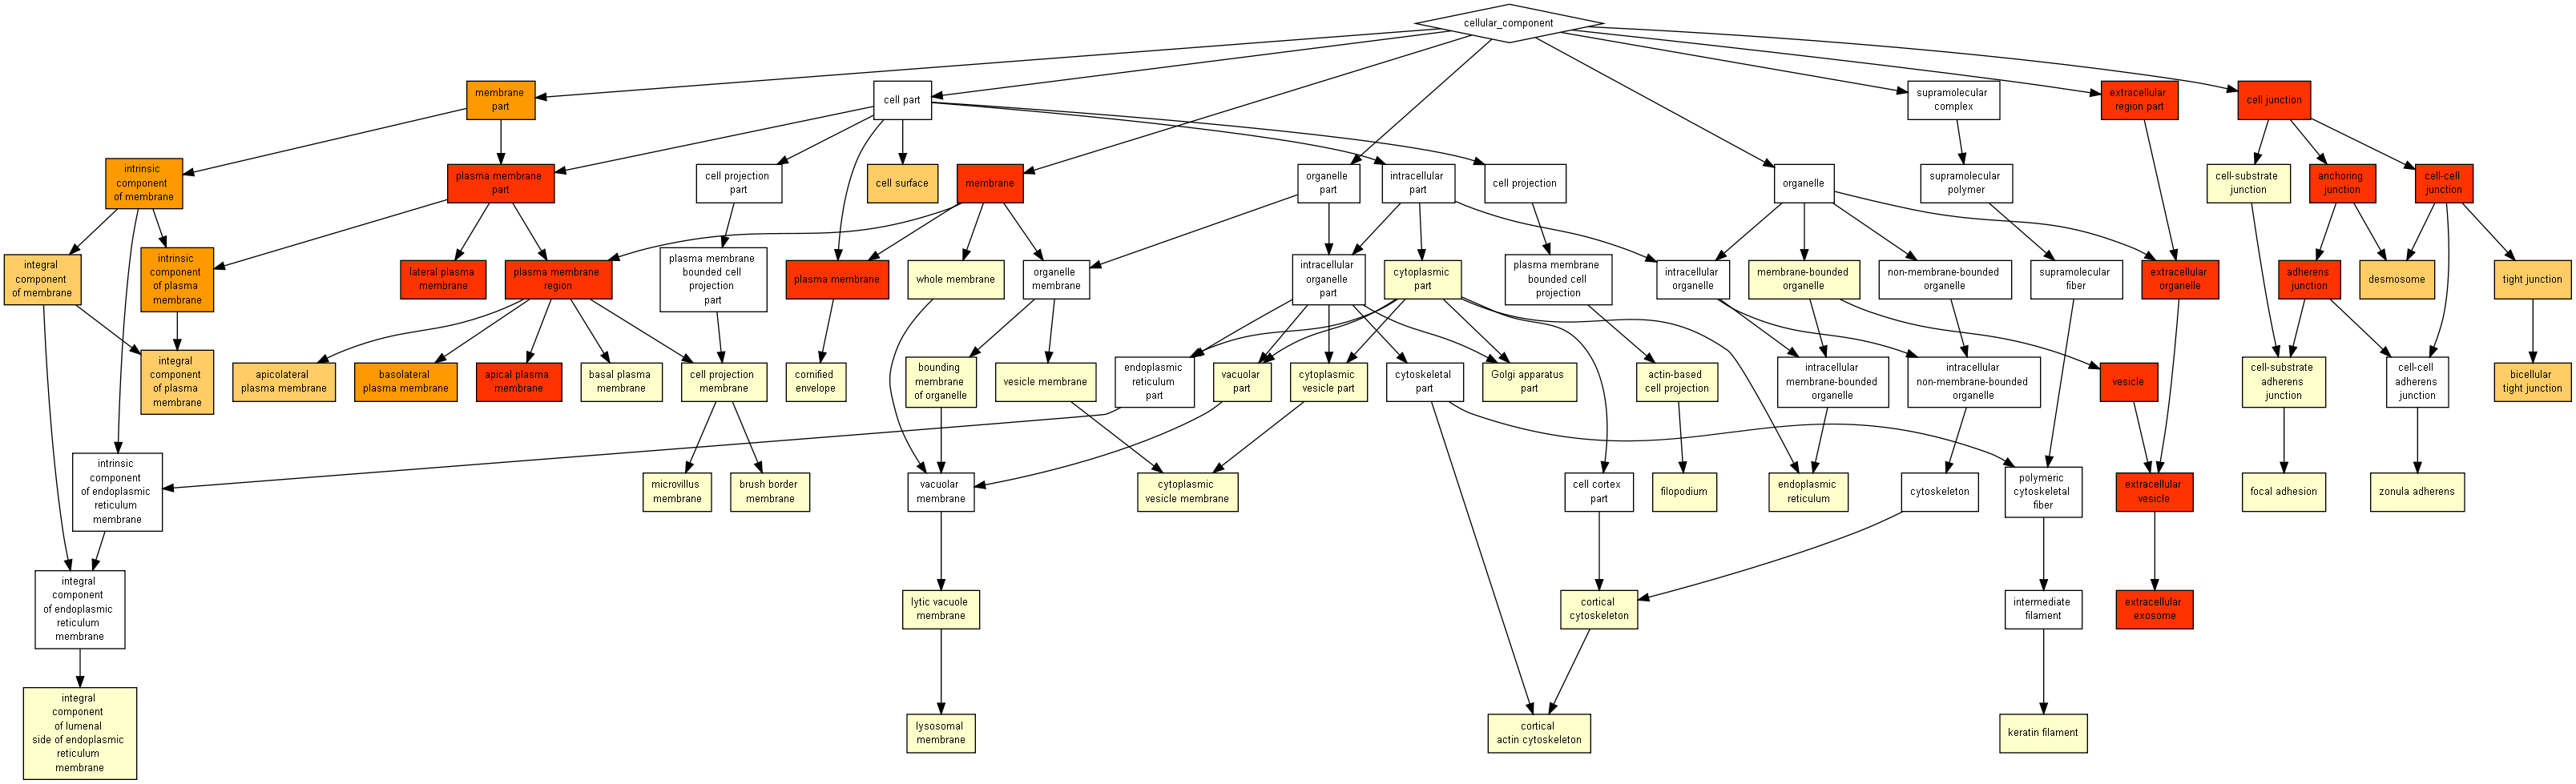 cellular_component
membrane
part
cell part
supramolecular
complex
extracellular
region part
cell junction
intrinsic
component
of membrane
plasma membrane
part
cell projection
part
cell surface
membrane
organelle
part
intracellular
part
cell projection
organelle
supramolecular
polymer
cell-substrate
junction
anchoring
junction
cell-cell
junction
integral
component
of membrane
intrinsic
component
of plasma
membrane
lateral plasma
membrane
plasma membrane
region
plasma membrane
bounded cell
projection
part
plasma membrane
whole membrane
organelle
membrane
intracellular
organelle
part
cytoplasmic
part
plasma membrane
bounded cell
projection
intracellular
organelle
membrane-bounded
organelle
non-membrane-bounded
organelle
supramolecular
fiber
extracellular
organelle
adherens
junction
desmosome
tight junction
integral
component
of plasma
membrane
apicolateral
plasma membrane
basolateral
plasma membrane
apical plasma
membrane
basal plasma
membrane
cell projection
membrane
cornified
envelope
bounding
membrane
of organelle
vesicle membrane
endoplasmic
reticulum
part
vacuolar
part
cytoplasmic
vesicle part
cytoskeletal
part
Golgi apparatus
part
actin-based
cell projection
intracellular
membrane-bounded
organelle
intracellular
non-membrane-bounded
organelle
vesicle
cell-substrate
adherens
junction
cell-cell
adherens
junction
bicellular
tight junction
intrinsic
component
of endoplasmic
reticulum
membrane
microvillus
membrane
brush border
membrane
vacuolar
membrane
cytoplasmic
vesicle membrane
cell cortex
part
filopodium
endoplasmic
reticulum
cytoskeleton
polymeric
cytoskeletal
fiber
extracellular
vesicle
focal adhesion
zonula adherens
integral
component
of endoplasmic
reticulum
membrane
lytic vacuole
membrane
cortical
cytoskeleton
intermediate
filament
extracellular
exosome
integral
component
of lumenal
side of endoplasmic
reticulum
membrane
lysosomal
membrane
cortical
actin cytoskeleton
keratin filament